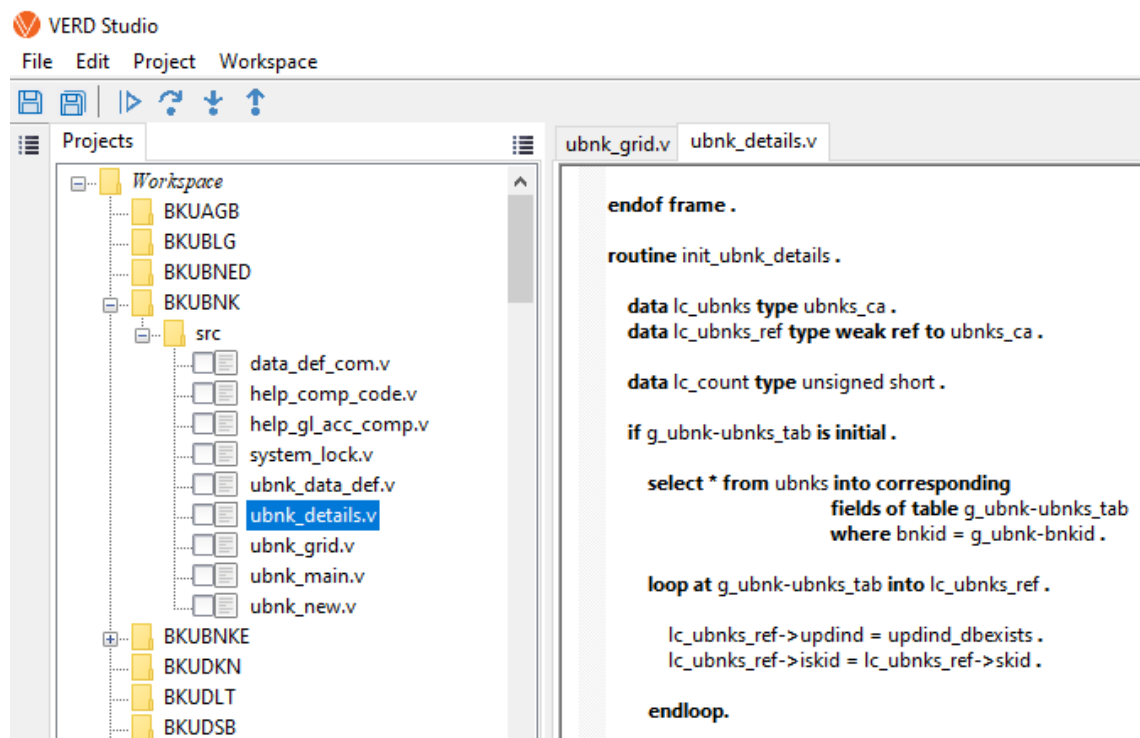 VERD Studio
File Edit Project Workspace
Projects
Workspace
BKUAGB
BKUBLG
BKUBNED
BKUBNK
src
data_def_com.v
help_comp_code.v
help_gl_acc_comp.v
system_lock.v
ubnk_data_def.v
ubnk_details.v
ubnk_grid.v
ubnk_main.v
ubnk_new.v
BKUBNKE
BKUDKN
BKUDLT
BKUDSB
ubnk_grid.v ubnk_details.v
endof frame .
routine init_ubnk_details .
data lc_ubnks type ubnks_ca .
data lc_ubnks_ref type weak ref to ubnks_ca .
data lc_count type unsigned short .
if g_ubnk-ubnks_tab is initial .
select * from ubnks into corresponding
fields of table g_ubnk-ubnks_tab
where bnkid = g_ubnk-bnkid .
loop at g_ubnk-ubnks_tab into lc_ubnks_ref .
lc_ubnks_ref->updind = updind_dbexists .
lc_ubnks_ref->iskid = lc_ubnks_ref->skid .
endloop.